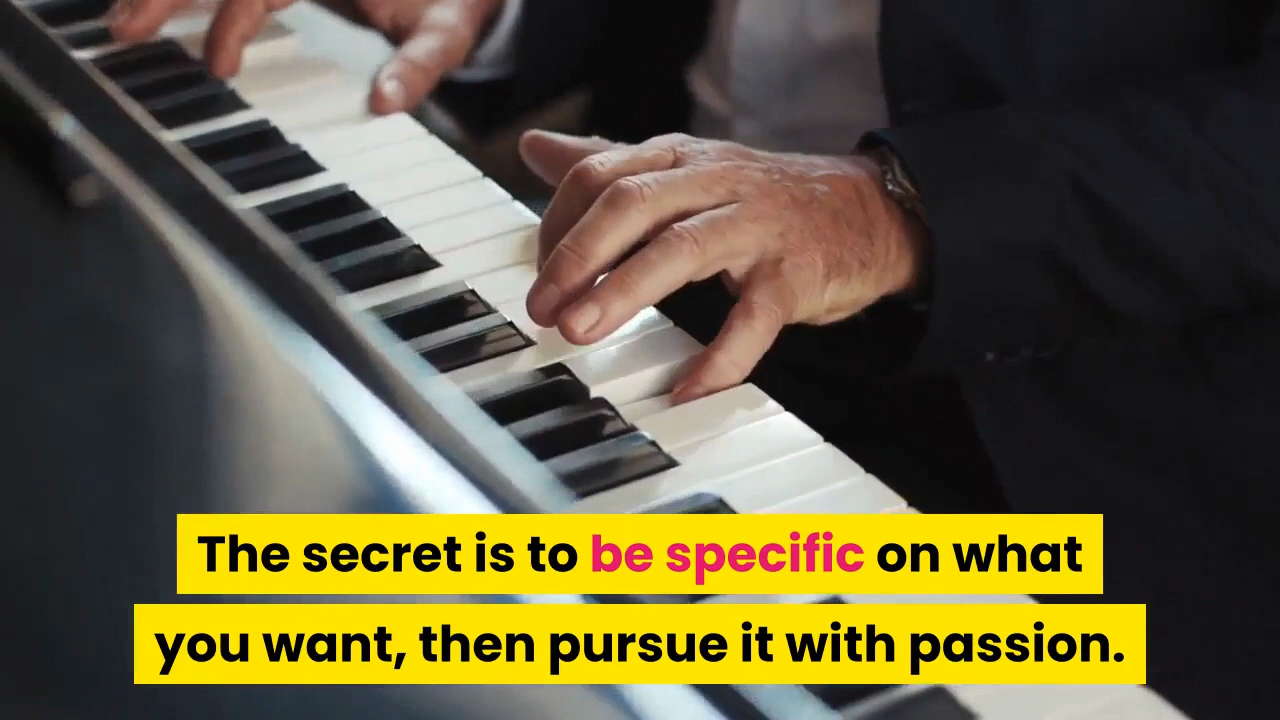 The secret is to be specific on what
you want, then pursue it with passion.